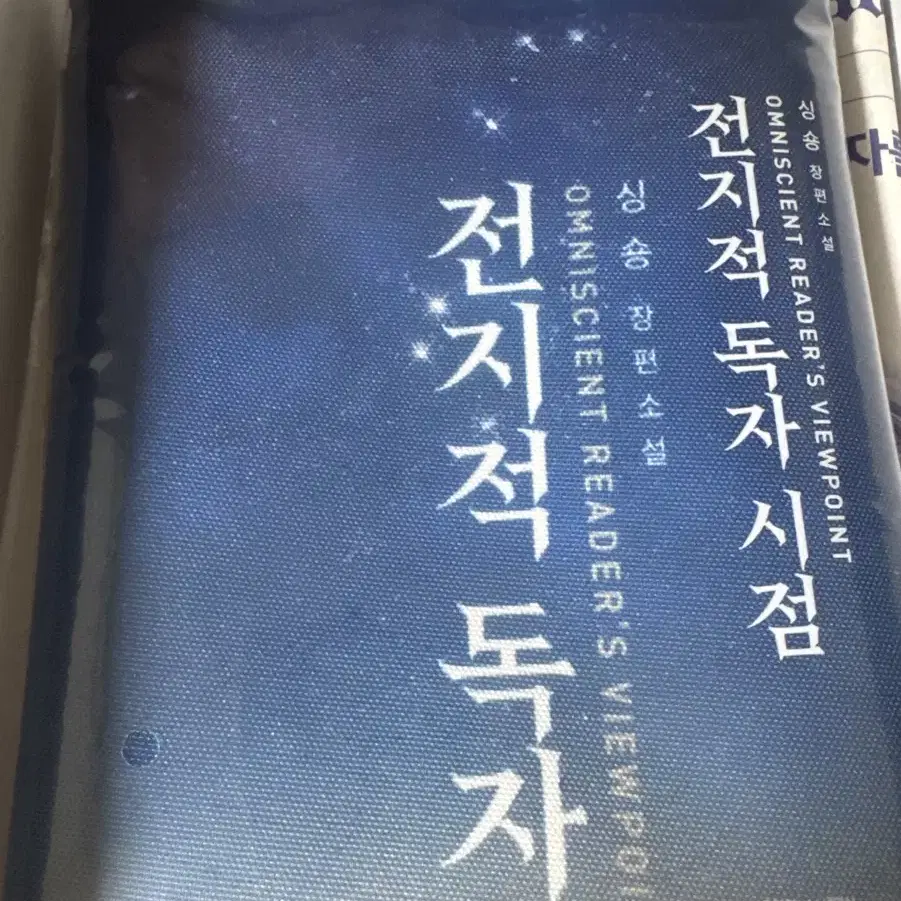 싱숑 장편소설
OMNISCIENT READER'S VIEWPOINT
전지적 독자 시점
싱숑 장편소설
OMNISCIENT READER'S VIEWPOI
전지적 독자